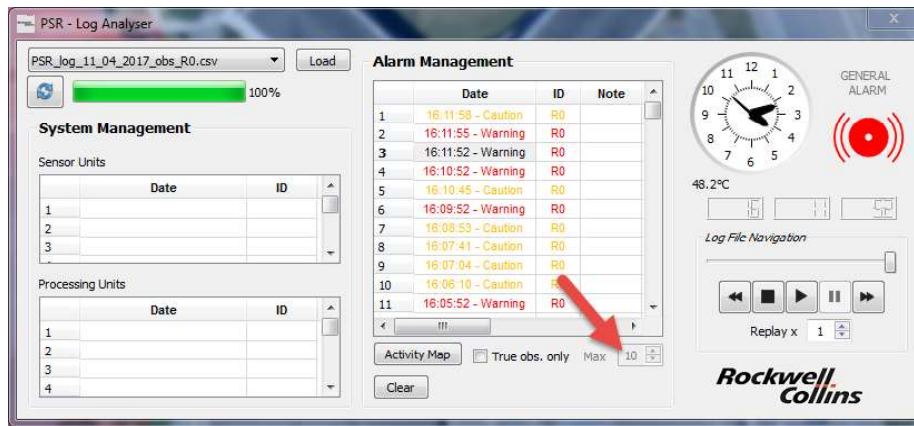 PSR - Log Analyser
X
PSR_log_11_04_2017_obs_R0.csv
Load
100%
System Management
Sensor Units
Date ID
1
2
3
Processing Units
Date ID
1
2
3
4
Alarm Management
Date ID Note
1 16:11:58 - Caution R0
2 16:11:55 - Warning R0
3 16:11:52 - Warning R0
4 16:10:52 - Warning R0
5 16:10:45 - Caution R0
6 16:09:52 - Warning R0
7 16:08:53 - Caution R0
8 16:07:41 - Caution R0
9 16:07:04 - Caution R0
10 16:06:10 - Caution
11 16:05:52 - Warning R0
Activity Map True obs. only Max 10
Clear
12
11 1
10 2
9 3
8 4
7 5
6
GENERAL
ALARM
48.2ºC
16 11 52
Log File Navigation
Replay x 1
Rockwell
Collins